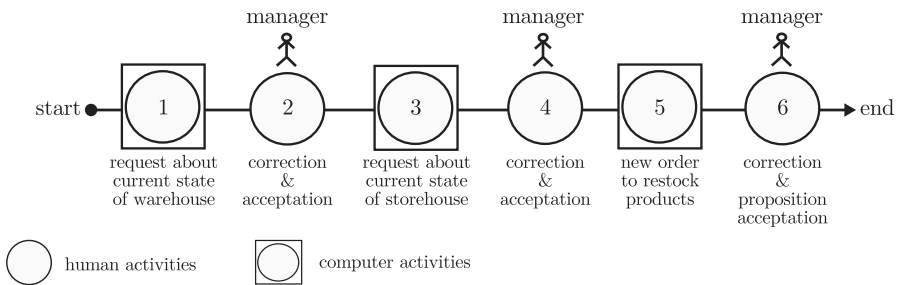 manager manager manager
start 1 2 3 4 5 6 end
request about correction request about correction new order correction
current state & current state & to restock &
of warehouse acceptation of storehouse acceptation products proposition
acceptation
human activities computer activities